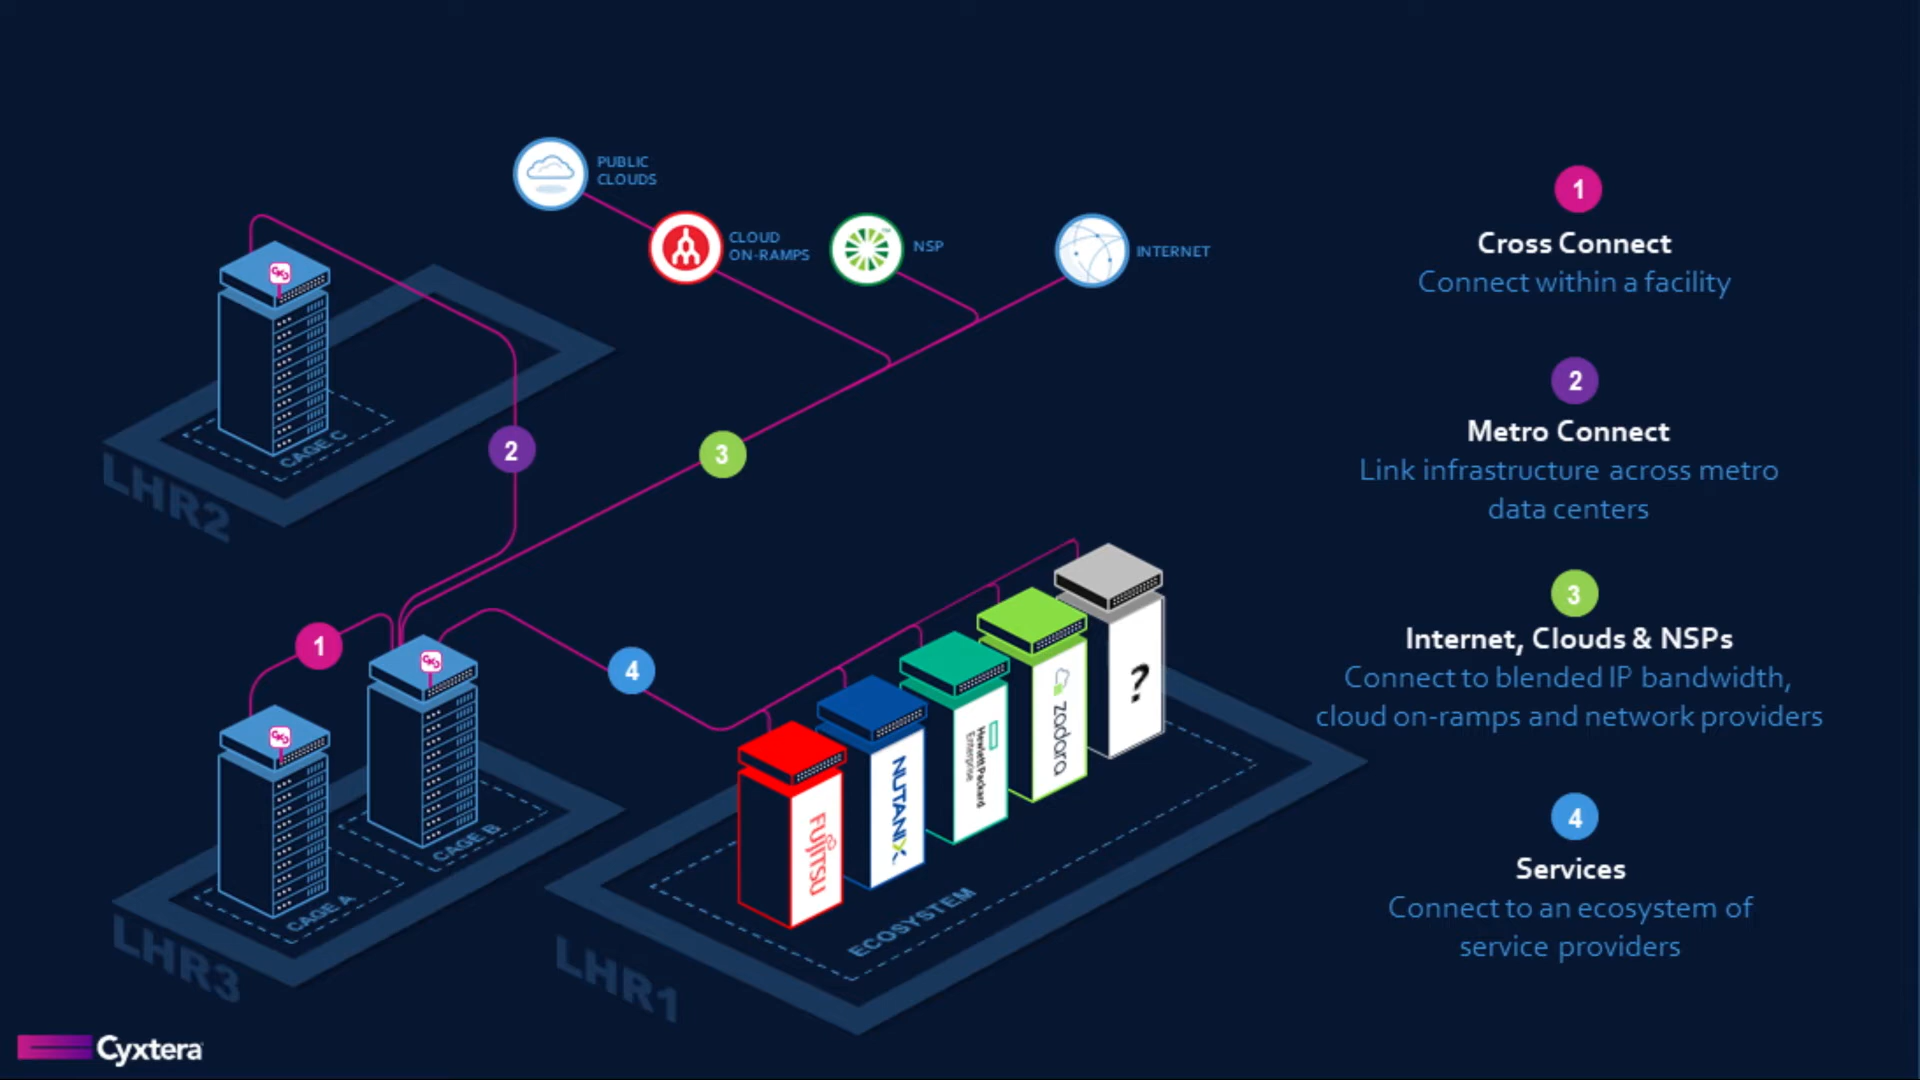 PUBLIC
CLOUDS
CLOUD
ON-RAMPS
NSP
INTERNET
CAGE C
LHR2
2
3
1
4
CAGE B
CAGE A
LHR3
FUJITSU
NUTANIX
Hewlett Packard
Enterprise
zadara
?
ECOSYSTEM
LHR1
1
Cross Connect
Connect within a facility
2
Metro Connect
Link infrastructure across metro
data centers
3
Internet, Clouds & NSPs
Connect to blended IP bandwidth,
cloud on-ramps and network providers
4
Services
Connect to an ecosystem of
service providers
Cyxtera